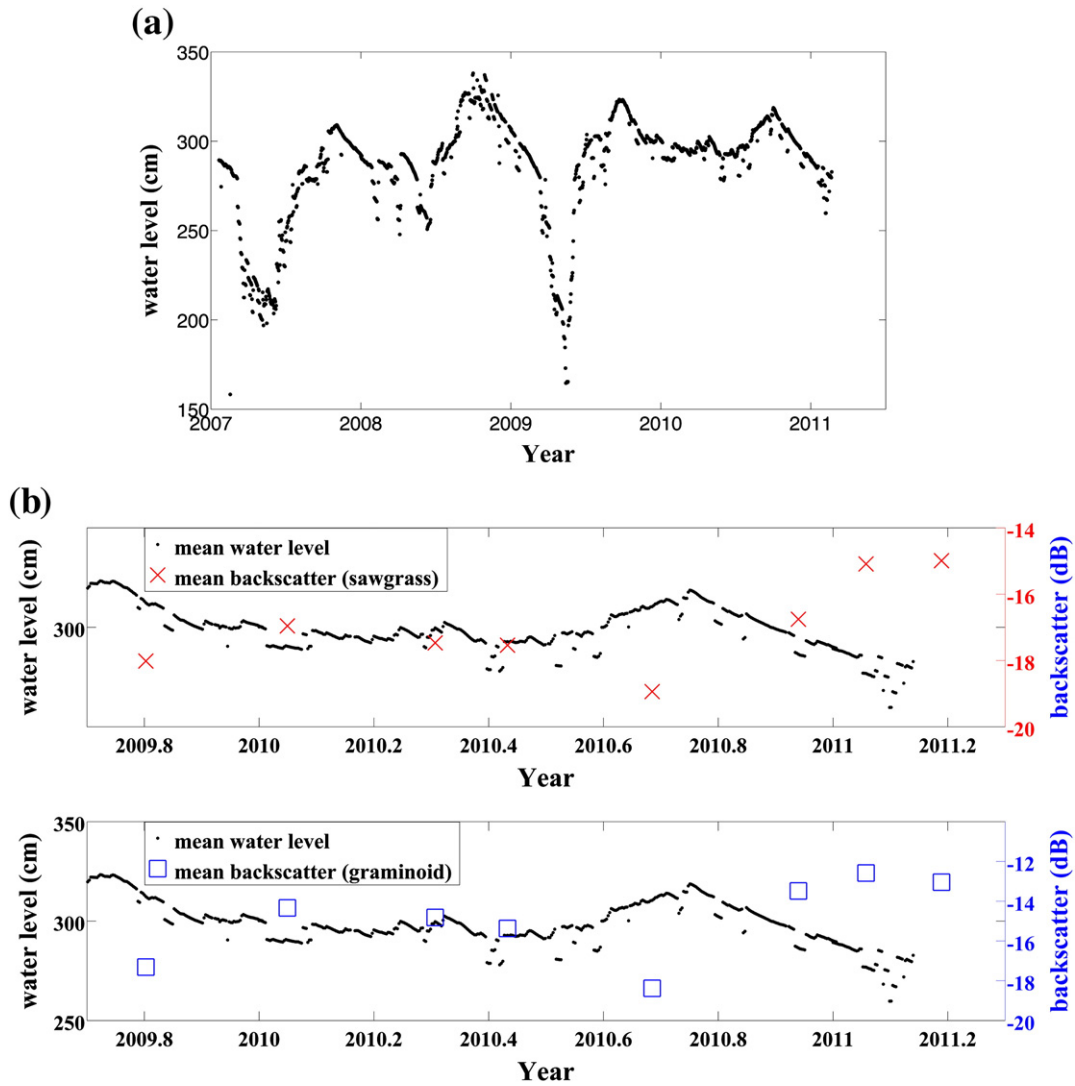 (a)
350
300
250
200
150
water level (cm)
2007
2008
2009
2010
2011
Year
(b)
mean water level
mean backscatter (sawgrass)
300
water level (cm)
-14
-16
-18
-20
backscatter (dB)
2009.8
2010
2010.2
2010.4
2010.6
2010.8
2011
2011.2
Year
mean water level
mean backscatter (graminoid)
350
300
250
water level (cm)
-12
-14
-16
-18
-20
backscatter (dB)
2009.8
2010
2010.2
2010.4
2010.6
2010.8
2011
2011.2
Year